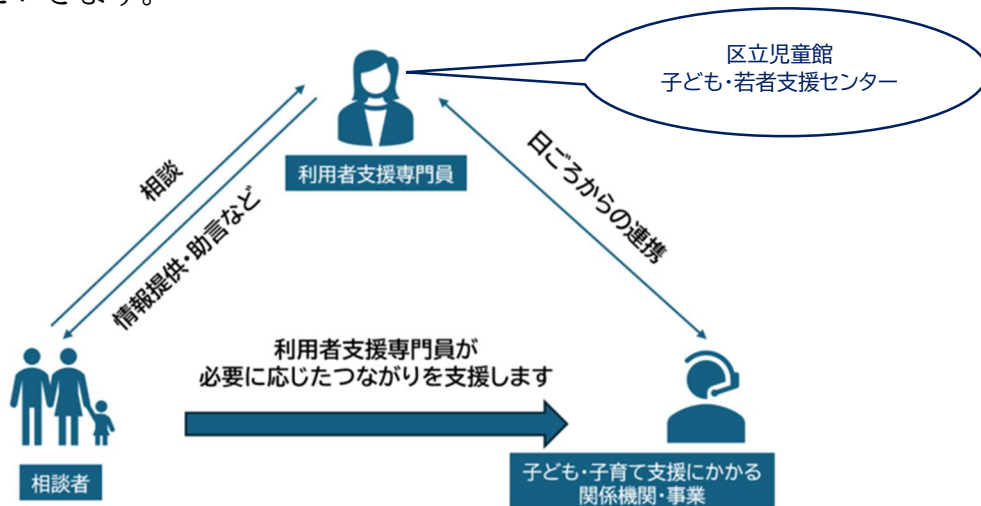 いきます。
区立児童館
子ども・若者支援センター
利用者支援専門員
相談
情報提供・助言など
日ごろからの連携
利用者支援専門員が
必要に応じたつながりを支援します
相談者
子ども・子育て支援にかかる
関係機関・事業